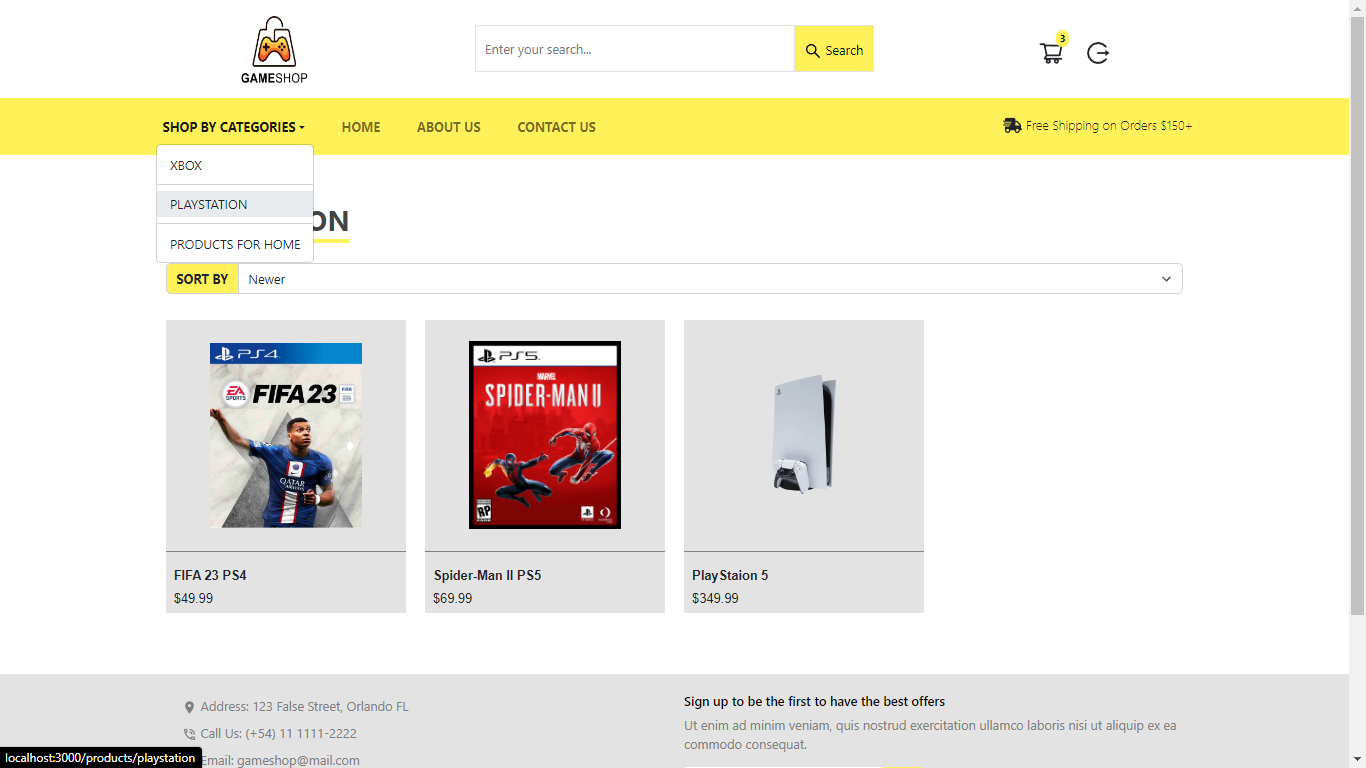 GAMESHOP
Enter your search...
Search
3
SHOP BY CATEGORIES
HOME
ABOUT US
CONTACT US
Free Shipping on Orders $150+
XBOX
PLAYSTATION
PRODUCTS FOR HOME
ON
SORT BY
Newer
PS4
EA
SPORTS
FIFA 23
QATAR
AIRWAYS
PS5
MARVEL
SPIDER-MAN II
RP
FIFA 23 PS4
$49.99
Spider-Man II PS5
$69.99
PlayStaion 5
$349.99
Address: 123 False Street, Orlando FL
Call Us: (+54) 11 1111-2222
Email: gameshop@mail.com
Sign up to be the first to have the best offers
Ut enim ad minim veniam, quis nostrud exercitation ullamco laboris nisi ut aliquip ex ea
commodo consequat.
localhost:3000/products/playstation